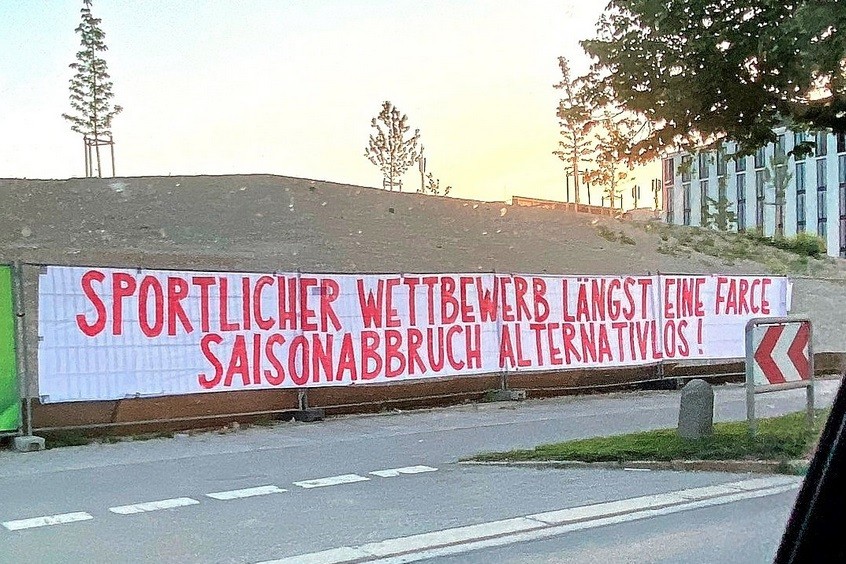 SPORTLICHER WETTBEWERB LÄNGST EINE FARCE
SAISONABBRUCH ALTERNATIVLOS!